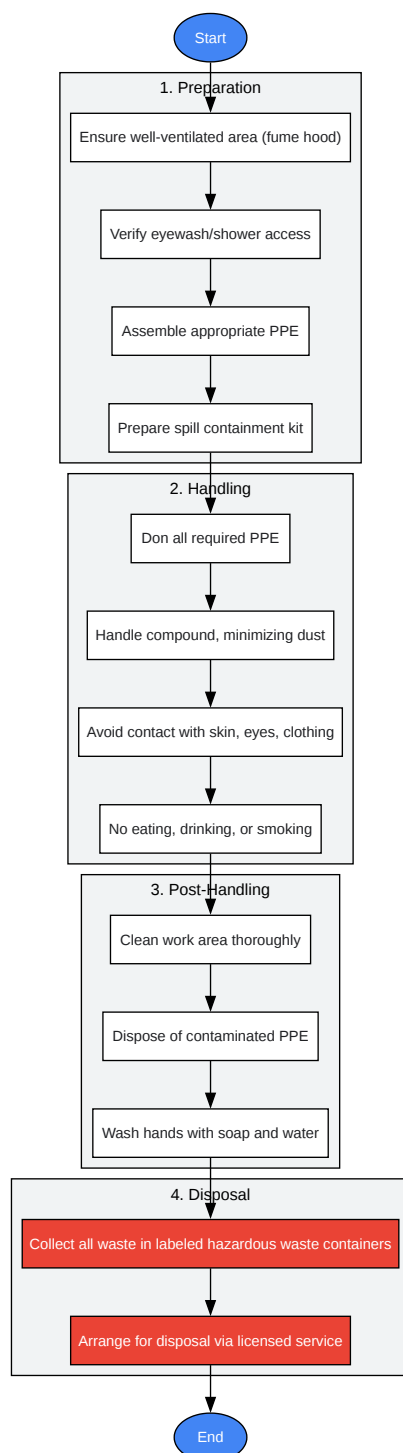 Start
1. Preparation
Ensure well-ventilated area (fume hood)
Verify eyewash/shower access
Assemble appropriate PPE
Prepare spill containment kit
2. Handling
Don all required PPE
Handle compound, minimizing dust
Avoid contact with skin, eyes, clothing
No eating, drinking, or smoking
3. Post-Handling
Clean work area thoroughly
Dispose of contaminated PPE
Wash hands with soap and water
4. Disposal
Collect all waste in labeled hazardous waste containers
Arrange for disposal via licensed service
End